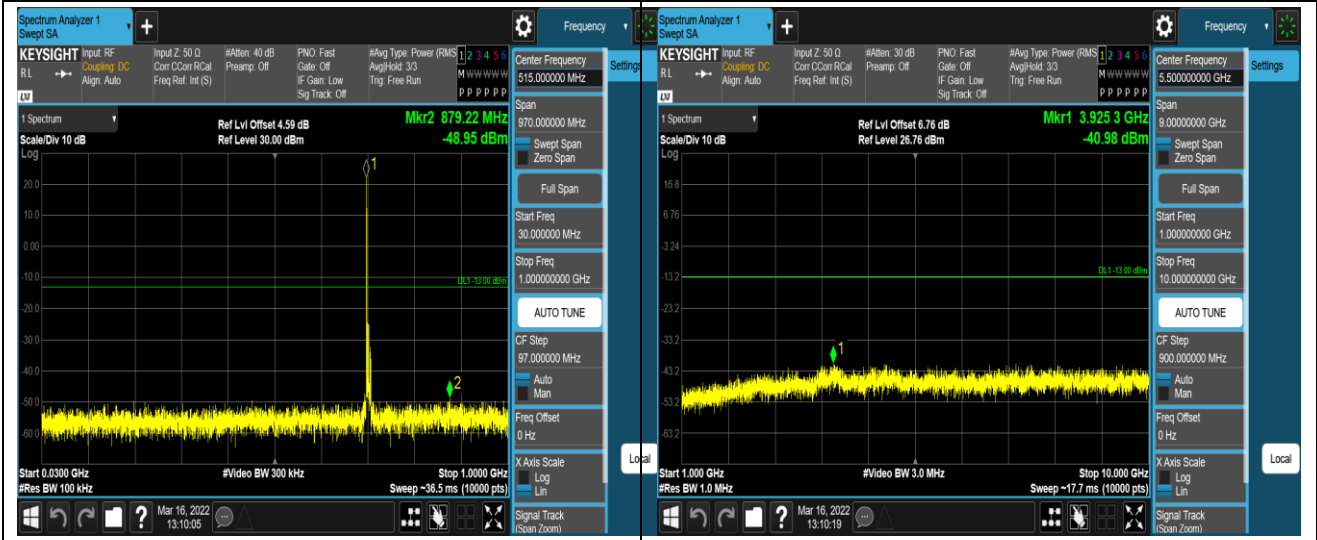 Spectrum Analyzer 1
Swept SA
+
Frequency
KEYSIGHT
RL
LXI
Input: RF
Coupling: DC
Align: Auto
Input Z: 50 Ω
Corr CCorr RCal
Freq Ref: Int (S)
#Atten: 40 dB
Preamp: Off
PNO: Fast
Gate: Off
IF Gain: Low
Sig Track: Off
#Avg Type: Power (RMS
Avg|Hold: 3/3
Trig: Free Run
1 2 3 4 5 6
M W W W W W
P P P P P P
1 Spectrum
Scale/Div 10 dB
Log
Ref Lvl Offset 4.59 dB
Ref Level 30.00 dBm
Mkr2 879.22 MHz
-48.95 dBm
1
20.0
10.0
0.00
-10.0
DL1 -13.00 dBm
-20.0
-30.0
-40.0
2
-50.0
-60.0
Start 0.0300 GHz
#Res BW 100 kHz
#Video BW 300 kHz
Stop 1.0000 GHz
Sweep ~36.5 ms (10000 pts)
Center Frequency
515.000000 MHz
Span
970.000000 MHz
Swept Span
Zero Span
Full Span
Start Freq
30.000000 MHz
Stop Freq
1.000000000 GHz
AUTO TUNE
CF Step
97.000000 MHz
Auto
Man
Freq Offset
0 Hz
X Axis Scale
Log
Lin
Signal Track
(Span Zoom)
Settings
Local
?
Mar 16, 2022
13:10:05
Spectrum Analyzer 1
Swept SA
+
Frequency
KEYSIGHT
RL
LXI
Input: RF
Coupling: DC
Align: Auto
Input Z: 50 Ω
Corr CCorr RCal
Freq Ref: Int (S)
#Atten: 30 dB
Preamp: Off
PNO: Fast
Gate: Off
IF Gain: Low
Sig Track: Off
#Avg Type: Power (RMS
Avg|Hold: 3/3
Trig: Free Run
1 2 3 4 5 6
M W W W W W
P P P P P P
1 Spectrum
Scale/Div 10 dB
Log
Ref Lvl Offset 6.76 dB
Ref Level 26.76 dBm
Mkr1 3.925 3 GHz
-40.98 dBm
16.8
6.76
-3.24
DL1 -13.00 dBm
-13.2
-23.2
-33.2
1
-43.2
-53.2
-63.2
Start 1.000 GHz
#Res BW 1.0 MHz
#Video BW 3.0 MHz
Stop 10.000 GHz
Sweep ~17.7 ms (10000 pts)
Center Frequency
5.500000000 GHz
Span
9.00000000 GHz
Swept Span
Zero Span
Full Span
Start Freq
1.000000000 GHz
Stop Freq
10.000000000 GHz
AUTO TUNE
CF Step
900.000000 MHz
Auto
Man
Freq Offset
0 Hz
X Axis Scale
Log
Lin
Signal Track
(Span Zoom)
Settings
Local
?
Mar 16, 2022
13:10:19